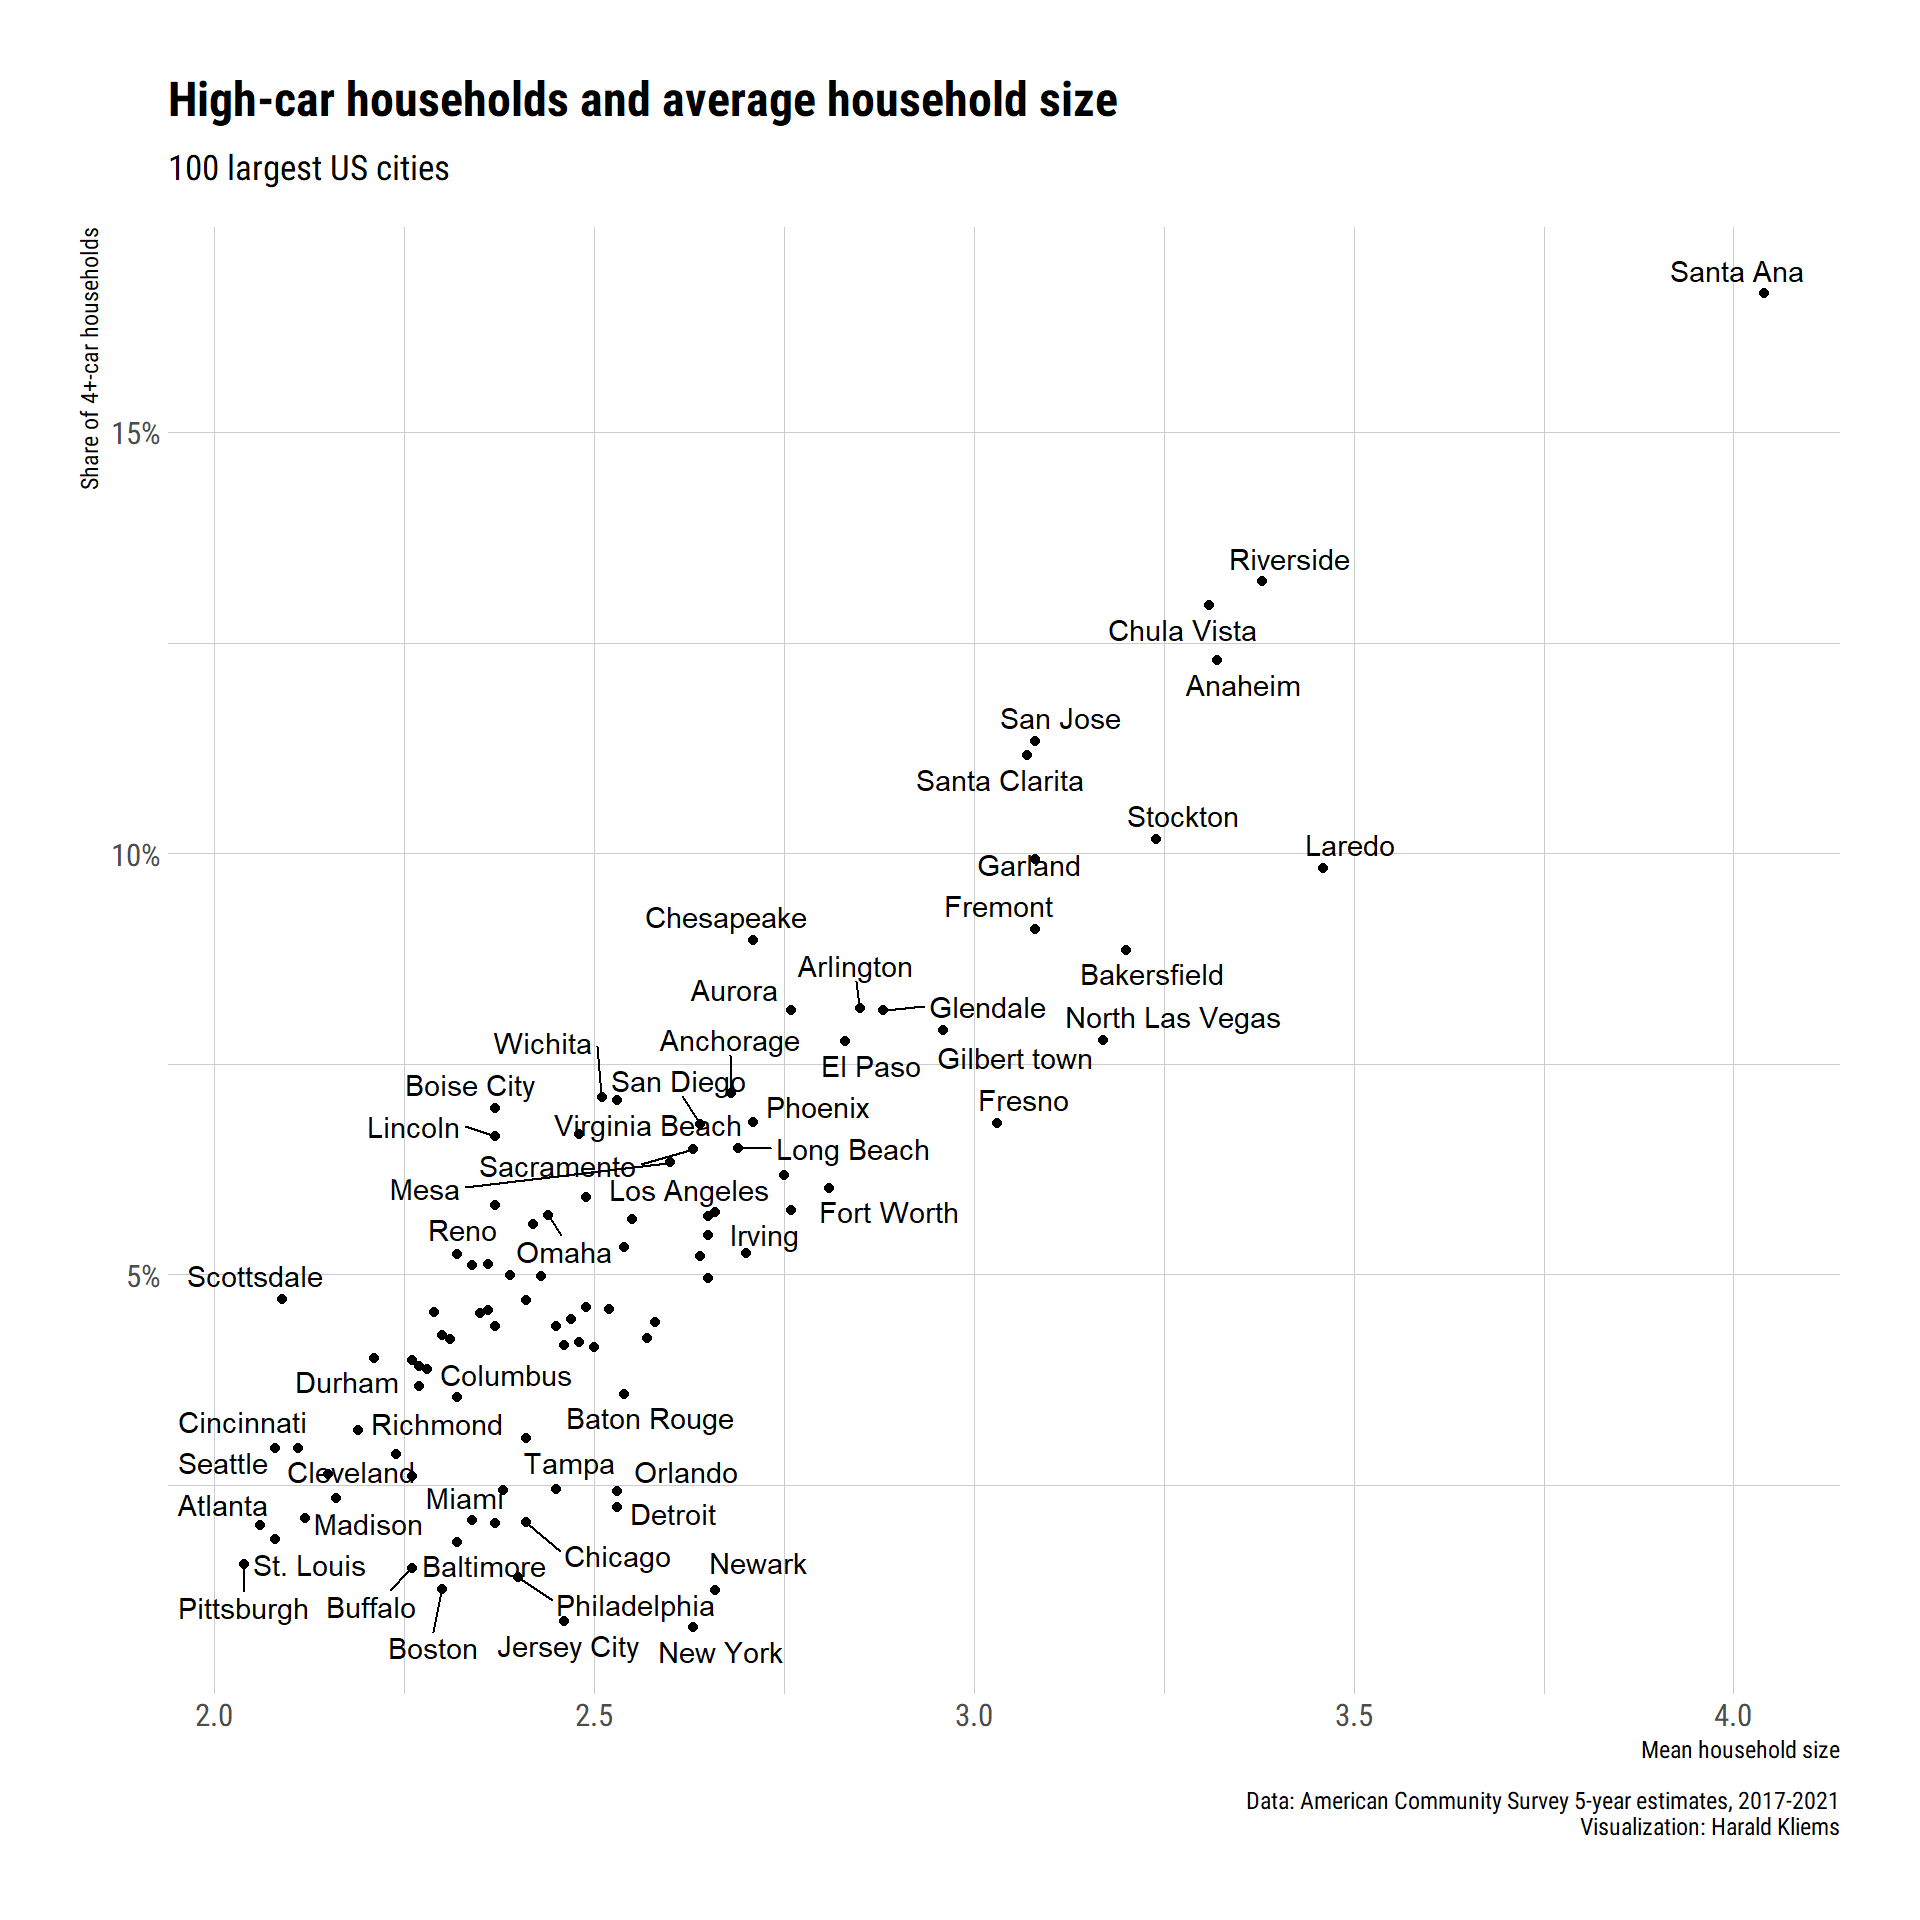 High-car households and average household size
100 largest US cities
Share of 4+-car households
Santa Ana
15%
Riverside
Chula Vista
Anaheim
San Jose
Santa Clarita
Stockton
Laredo
10%
Garland
Fremont
Chesapeake
Arlington
Bakersfield
Aurora
Glendale
North Las Vegas
Wichita
Anchorage
Gilbert town
El Paso
Boise City
San Diego
Fresno
Phoenix
Lincoln
Virginia Beach
Long Beach
Sacramento
Mesa
Los Angeles
Fort Worth
Reno
Irving
Omaha
5%
Scottsdale
Durham
Columbus
Cincinnati
Richmond
Baton Rouge
Seattle
Cleveland
Tampa
Orlando
Atlanta
Miami
Madison
Detroit
St. Louis
Baltimore
Chicago
Newark
Pittsburgh
Buffalo
Philadelphia
Boston
Jersey City
New York
2.0
2.5
3.0
3.5
4.0
Mean household size
Data: American Community Survey 5-year estimates, 2017-2021
Visualization: Harald Kliems